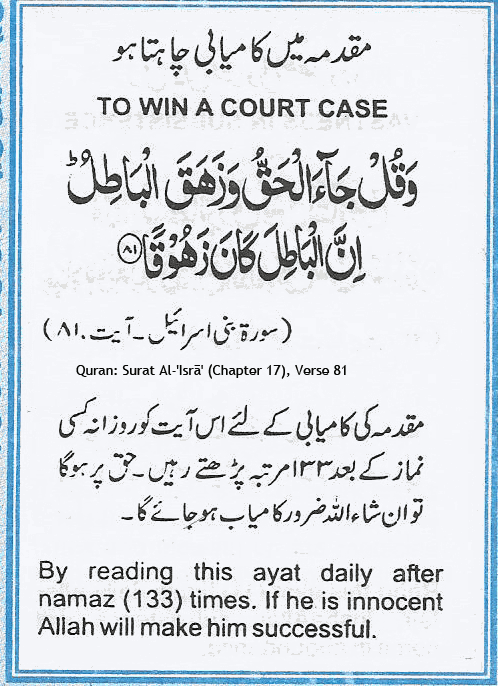 مقدمہ میں کامیابی چاہتا ہو
TO WIN A COURT CASE
وَقُلْ جَآءَ الْحَقُّ وَزَهَقَ الْبَاطِلُ ؕ
اِنَّ الْبَاطِلَ كَانَ زَهُوْقًا ﴿۸۱﴾
(سورۃ بنی اسرائیل ۔ آیت ۸۱۰)
Quran: Surat Al-'Isrā' (Chapter 17), Verse 81
مقدمہ کی کامیابی کے لئے اس آیت کو روزانہ کسی
نماز کے بعد ۱۳۳ مرتبہ پڑھتے رہیں ۔ حق پر ہوگا
تو ان شاء اللہ ضرور کامیاب ہو جائے گا ۔
By reading this ayat daily after
namaz (133) times. If he is innocent
Allah will make him successful.